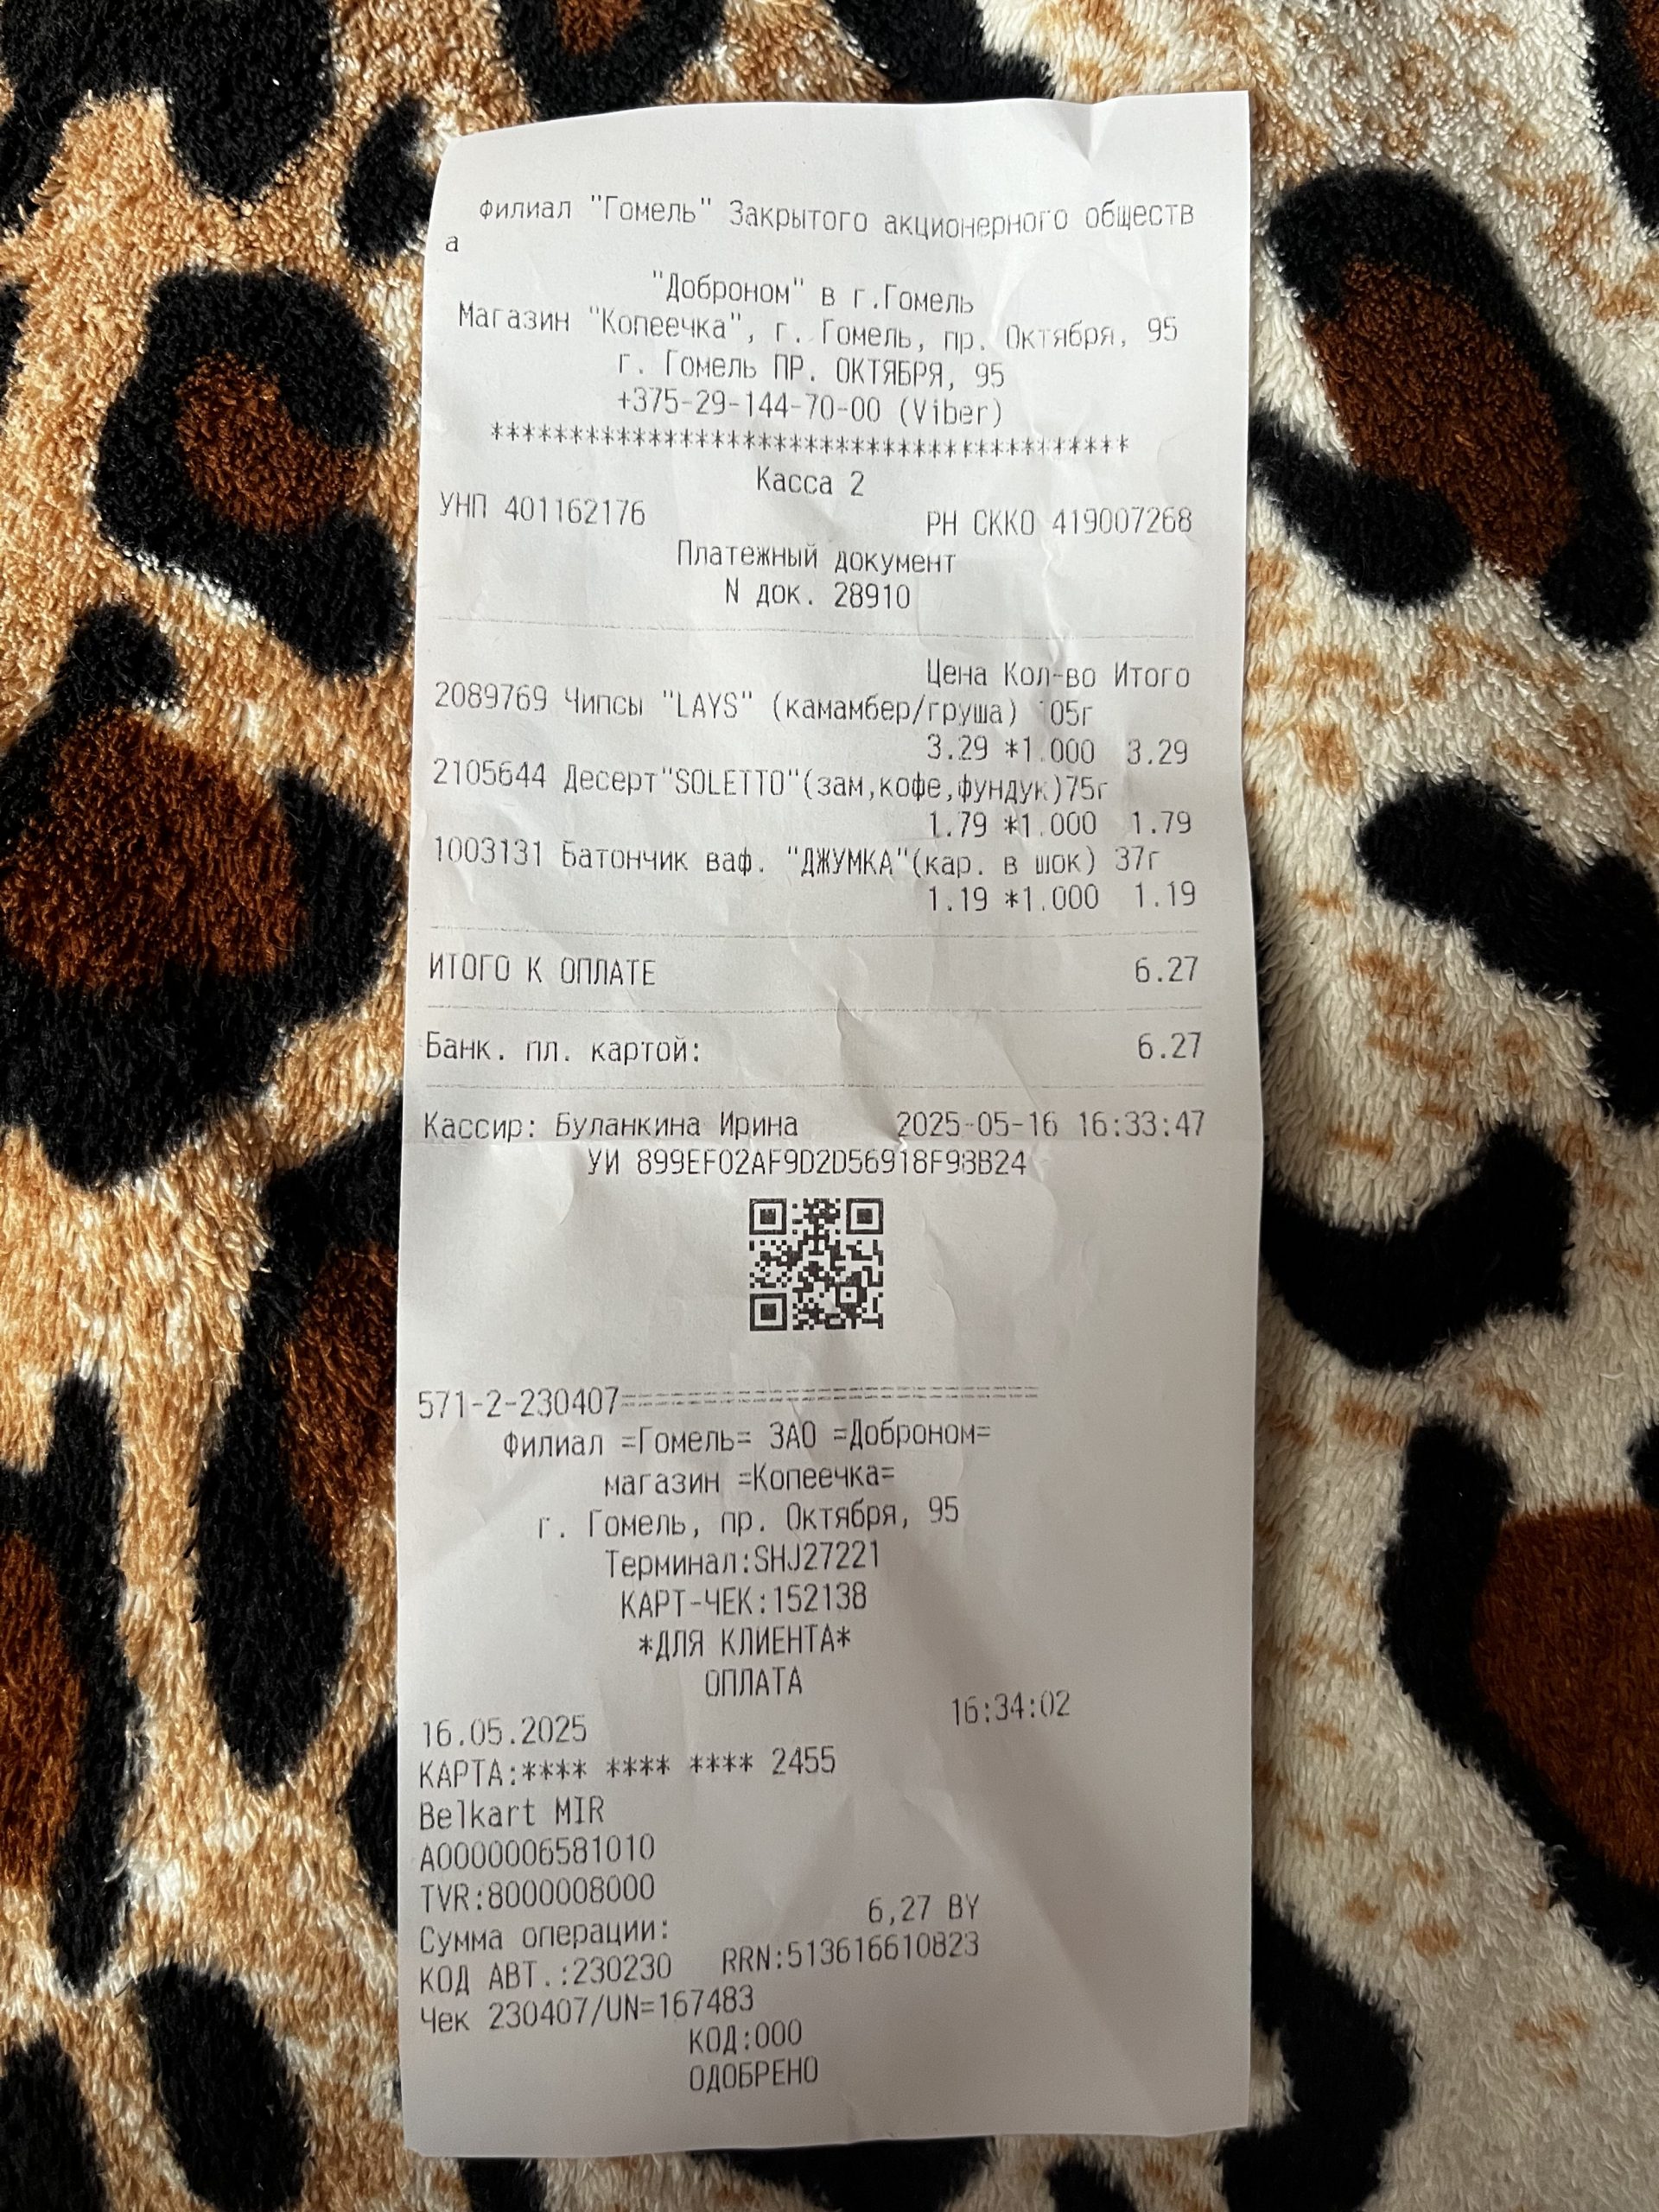 Филиал "Гомель" Закрытого акционерного обществ
а
"Доброном" в г.Гомель
Магазин "Копеечка", г. Гомель, пр. Октября, 95
г. Гомель ПР. ОКТЯБРЯ, 95
+375-29-144-70-00 (Viber)
*****************************************
Касса 2
УНП 401162176 РН СККО 419007268
Платежный документ
N док. 28910
Цена Кол-во Итого
2089769 Чипсы "LAYS" (камамбер/груша) 05г
3.29 *1.000 3.29
2105644 Десерт"SOLETTO"(зам,кофе,фундук)75г
1.79 *1.000 1.79
1003131 Батончик ваф. "ДЖУМКА"(кар. в шок) 37г
1.19 *1.000 1.19
ИТОГО К ОПЛАТЕ 6.27
Банк. пл. картой: 6.27
Кассир: Буланкина Ирина 2025-05-16 16:33:47
УИ 899EF02AF9D2D56918F98B24
571-2-230407==========================
Филиал =Гомель= ЗАО =Доброном=
магазин =Копеечка=
г. Гомель, пр. Октября, 95
Терминал:SHJ27221
КАРТ-ЧЕК:152138
*ДЛЯ КЛИЕНТА*
ОПЛАТА
16.05.2025 16:34:02
КАРТА:**** **** **** 2455
Belkart MIR
A0000006581010
TVR:8000008000
Сумма операции: 6,27 BY
КОД АВТ.:230230 RRN:513616610823
Чек 230407/UN=167483
КОД:000
ОДОБРЕНО